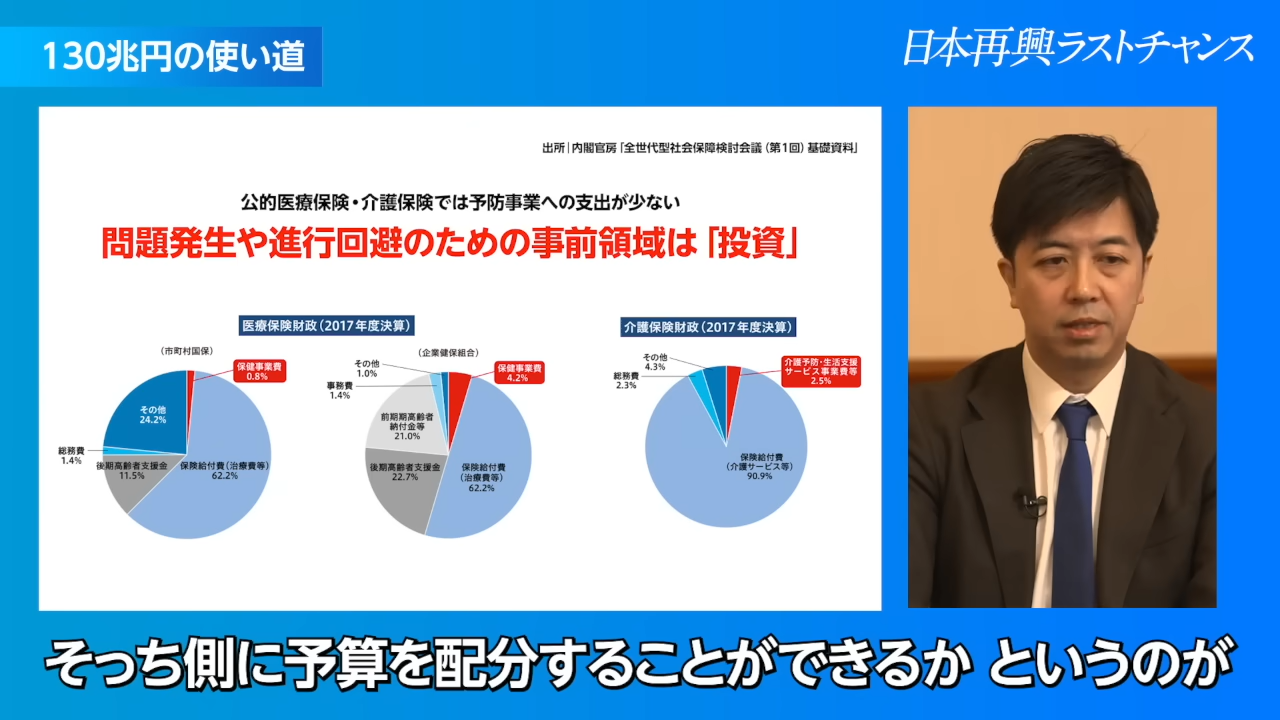 130兆円の使い道
日本再興ラストチャンス
出所|内閣官房「全世代型社会保障検討会議(第1回)基礎資料」
公的医療保険・介護保険では予防事業への支出が少ない
問題発生や進行回避のための事前領域は「投資」
医療保険財政(2017年度決算)
(市町村国保)
保健事業費
0.8%
その他
24.2%
総務費
1.4%
後期高齢者支援金
11.5%
保険給付費(治療費等)
62.2%
(企業健保組合)
その他
1.0%
事務費
1.4%
保健事業費
4.2%
前期期高齢者
納付金等
21.0%
後期高齢者支援金
22.7%
保険給付費
(治療費等)
62.2%
介護保険財政(2017年度決算)
その他
4.3%
総務費
2.3%
介護予防・生活支援
サービス事業費等
2.5%
保険給付費
(介護サービス等)
90.9%
そっち側に予算を配分することができるか というのが